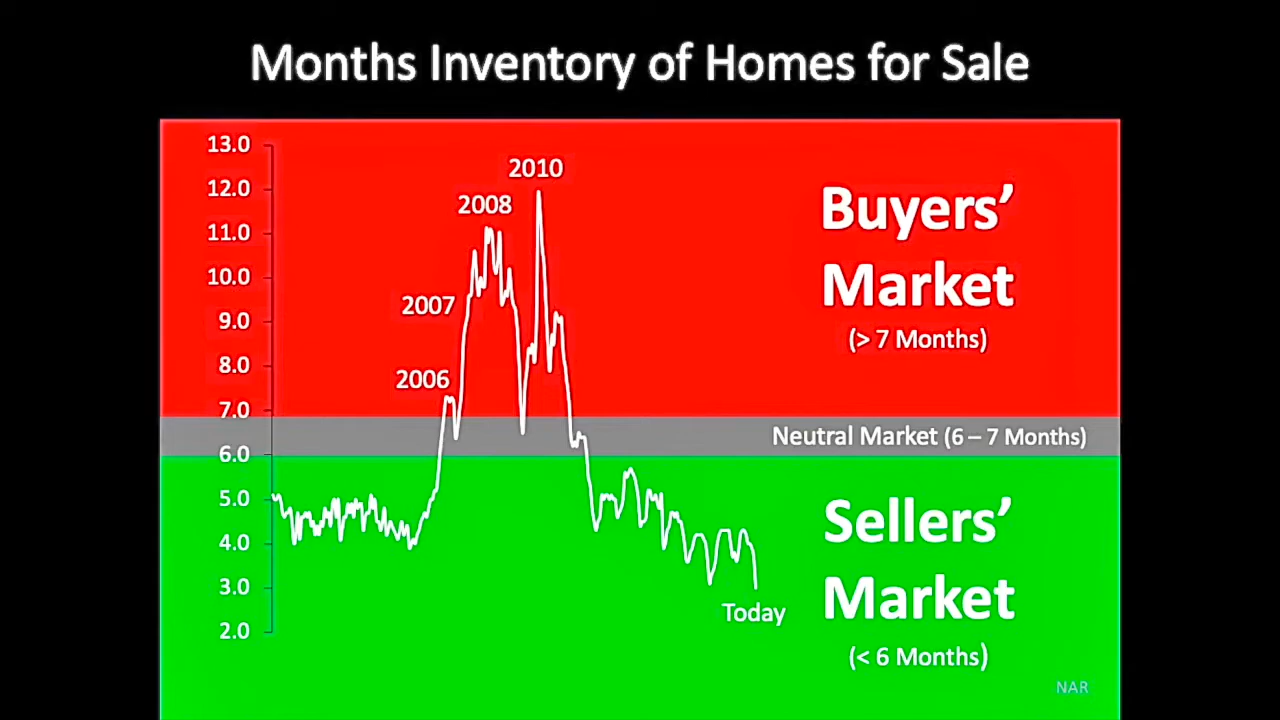 Months Inventory of Homes for Sale
13.0
12.0
11.0
10.0
9.0
8.0
7.0
6.0
5.0
4.0
3.0
2.0
2006
2007
2008
2010
Today
Buyers’
Market
(> 7 Months)
Neutral Market (6 – 7 Months)
Sellers’
Market
(< 6 Months)
NAR